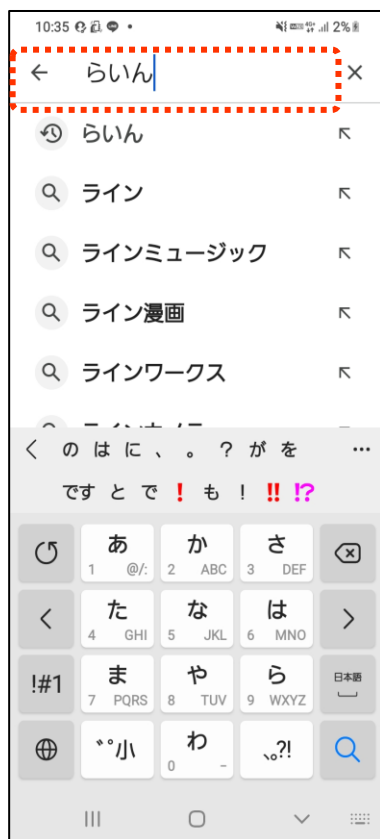 10:35 2%
らいん
らいん
ライン
ラインミュージック
ライン漫画
ラインワークス
の は に 、 。 ? が を
です と で ! も ! !! !?
あ か さ
1 @/: 2 ABC 3 DEF
た な は
4 GHI 5 JKL 6 MNO
!#1 ま や ら 日本語
7 PQRS 8 TUV 9 WXYZ
゛゜小 わ 、。?!
0 -